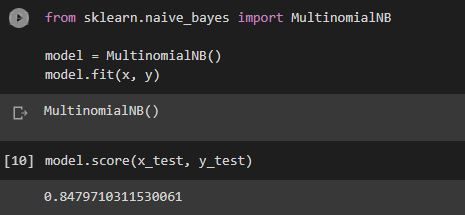 from sklearn.naive_bayes import MultinomialNB
model = MultinomialNB()
model.fit(x, y)
MultinomialNB()
[10] model.score(x_test, y_test)
0.8479710311530061